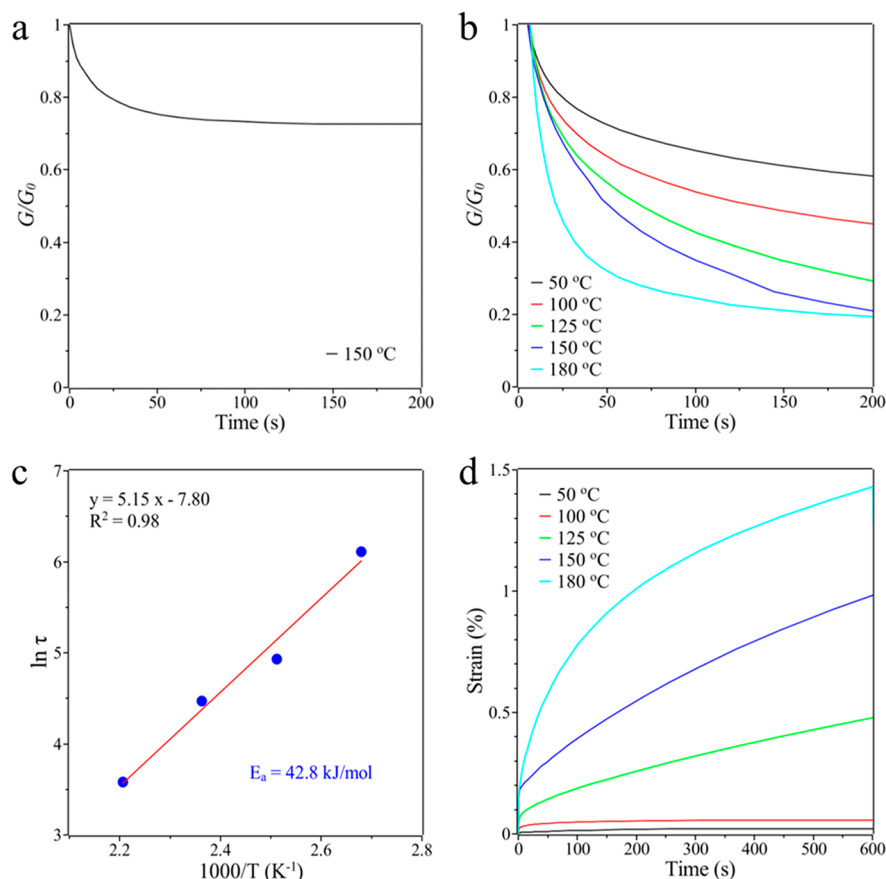 a
1
0.8
0.6
0.4
0.2
0
G/G0
0
50
100
150
200
Time (s)
150 ºC
b
1
0.8
0.6
0.4
0.2
0
G/G0
50 ºC
100 ºC
125 ºC
150 ºC
180 ºC
0
50
100
150
200
Time (s)
c
7
6
5
4
3
ln τ
y = 5.15 x - 7.80
R² = 0.98
Ea = 42.8 kJ/mol
2.2
2.4
2.6
2.8
1000/T (K⁻¹)
d
1.5
1
0.5
0
Strain (%)
50 ºC
100 ºC
125 ºC
150 ºC
180 ºC
0
100
200
300
400
500
600
Time (s)